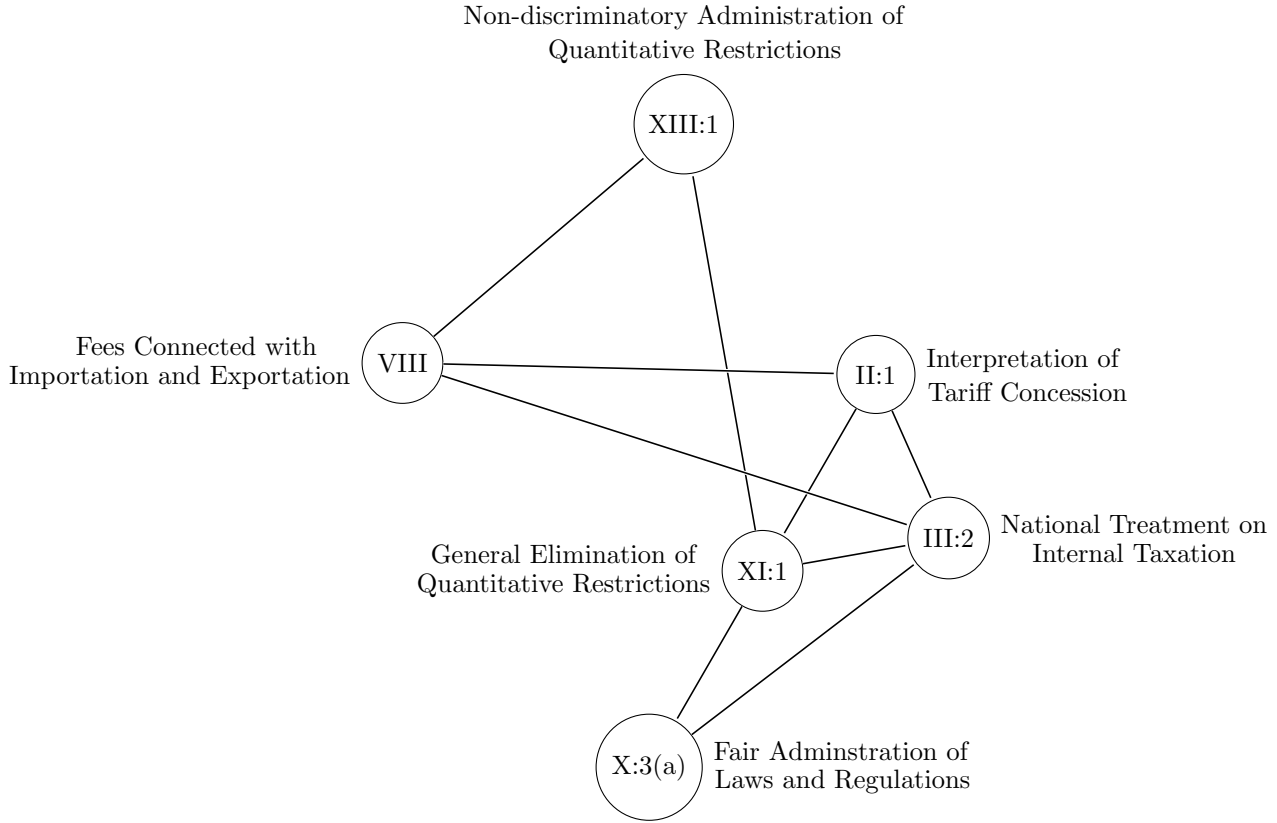 Non-discriminatory Administration of
Quantitative Restrictions
XIII:1
Fees Connected with
Importation and Exportation
VIII
II:1
Interpretation of
Tariff Concession
General Elimination of
Quantitative Restrictions
XI:1
III:2
National Treatment on
Internal Taxation
X:3(a)
Fair Adminstration of
Laws and Regulations